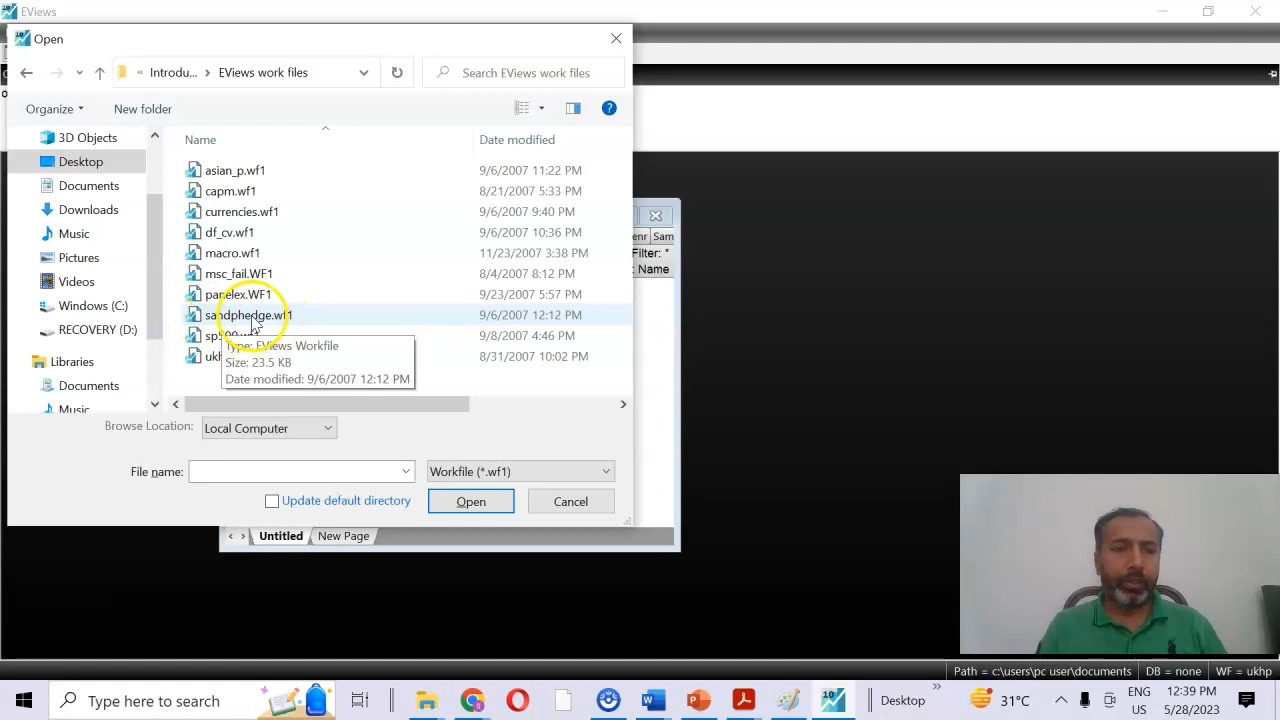 EViews
Open
« Introdu... › EViews work files
Search EViews work files
Organize
New folder
Name
Date modified
3D Objects
Desktop
Documents
Downloads
Music
Pictures
Videos
Windows (C:)
RECOVERY (D:)
Libraries
Documents
Music
asian_p.wf1 9/6/2007 11:22 PM
capm.wf1 8/21/2007 5:33 PM
currencies.wf1 9/6/2007 9:40 PM
df_cv.wf1 9/6/2007 10:36 PM
macro.wf1 11/23/2007 3:38 PM
msc_fail.WF1 8/4/2007 8:12 PM
panelex.WF1 9/23/2007 5:57 PM
sandphedge.wf1 9/6/2007 12:12 PM
sp500.wf1 9/8/2007 4:46 PM
ukh 8/31/2007 10:02 PM
Type: EViews Workfile
Size: 23.5 KB
Date modified: 9/6/2007 12:12 PM
Browse Location: Local Computer
File name:
Workfile (*.wf1)
Update default directory
Open
Cancel
enr Sam
Filter: *
: Name
Untitled
New Page
Path = c:\users\pc user\documents DB = none WF = ukhp
Type here to search
10
Desktop
»
31°C
ENG
US
12:39 PM
5/28/2023